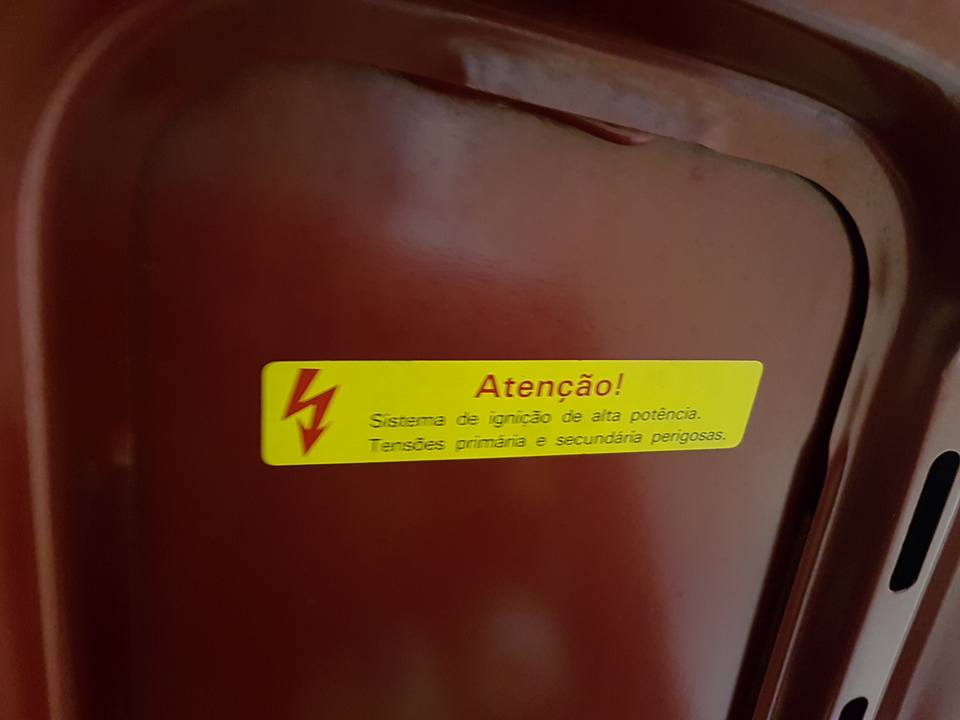 Atenção!
Sistema de ignição de alta potência.
Tensões primária e secundária perigosas.